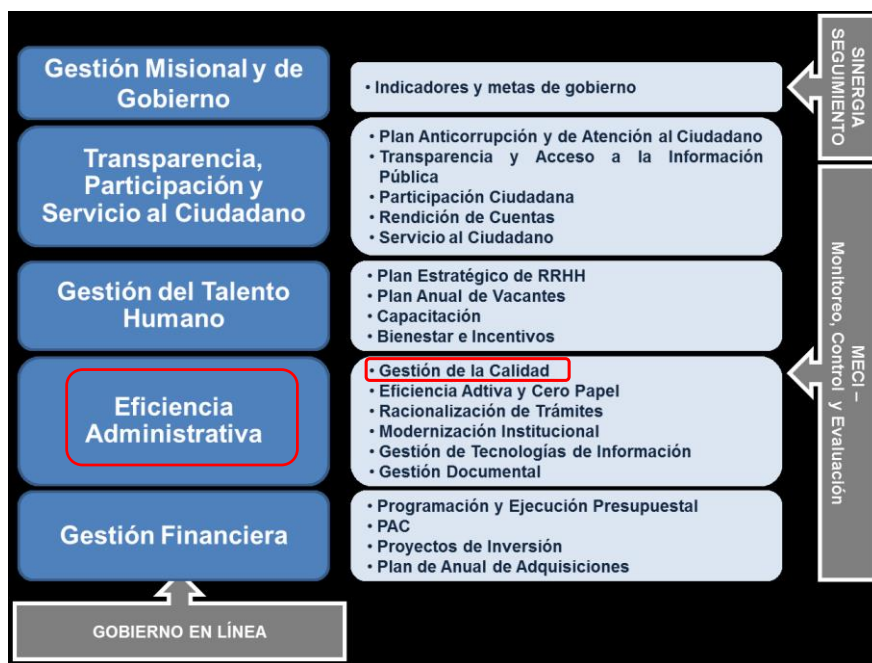 Gestión Misional y de
Gobierno
• Indicadores y metas de gobierno
Transparencia,
Participación y
Servicio al Ciudadano
• Plan Anticorrupción y de Atención al Ciudadano
• Transparencia y Acceso a la Información
Pública
• Participación Ciudadana
• Rendición de Cuentas
• Servicio al Ciudadano
Gestión del Talento
Humano
• Plan Estratégico de RRHH
• Plan Anual de Vacantes
• Capacitación
• Bienestar e Incentivos
Eficiencia
Administrativa
• Gestión de la Calidad
• Eficiencia Adtiva y Cero Papel
• Racionalización de Trámites
• Modernización Institucional
• Gestión de Tecnologías de Información
• Gestión Documental
Gestión Financiera
• Programación y Ejecución Presupuestal
• PAC
• Proyectos de Inversión
• Plan de Anual de Adquisiciones
SINERGIA
SEGUIMIENTO
MECI –
Monitoreo, Control y Evaluación
GOBIERNO EN LÍNEA